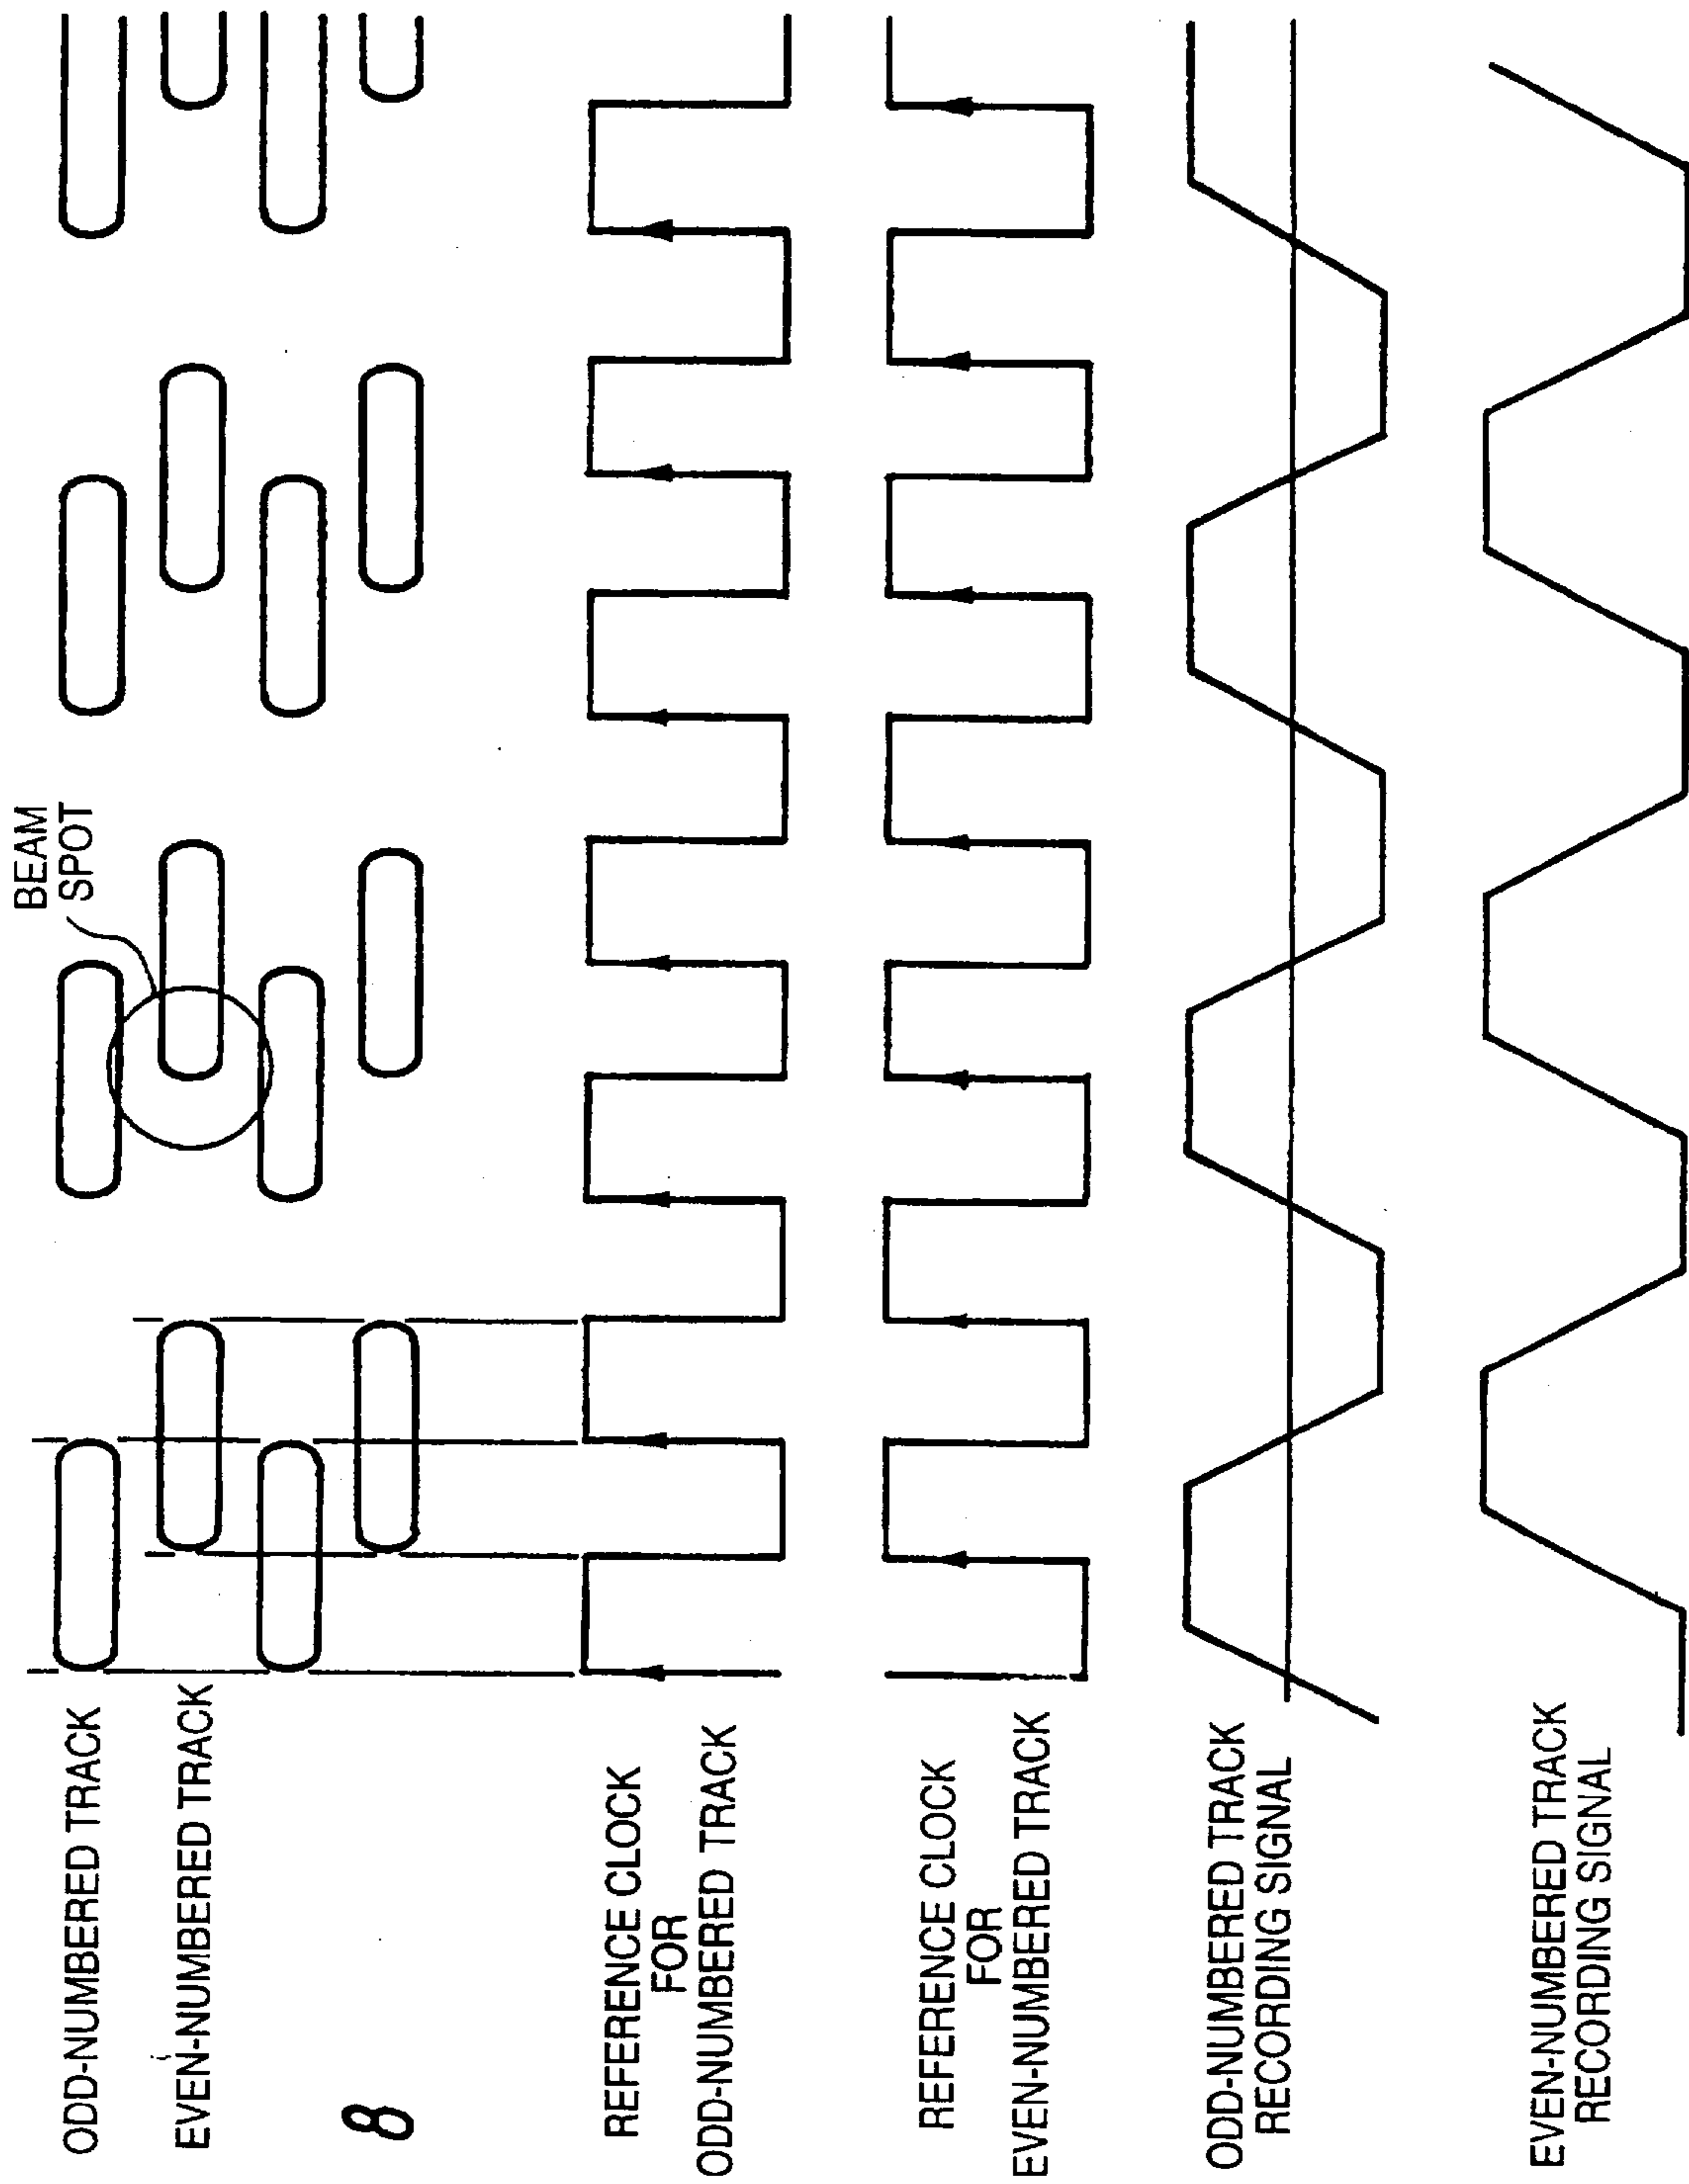 BEAM
SPOT
ODD-NUMBERED TRACK
EVEN-NUMBERED TRACK
8
REFERENCE CLOCK
FOR
ODD-NUMBERED TRACK
REFERENCE CLOCK
FOR
EVEN-NUMBERED TRACK
ODD-NUMBERED TRACK
RECORDING SIGNAL
EVEN-NUMBERED TRACK
RECORDING SIGNAL